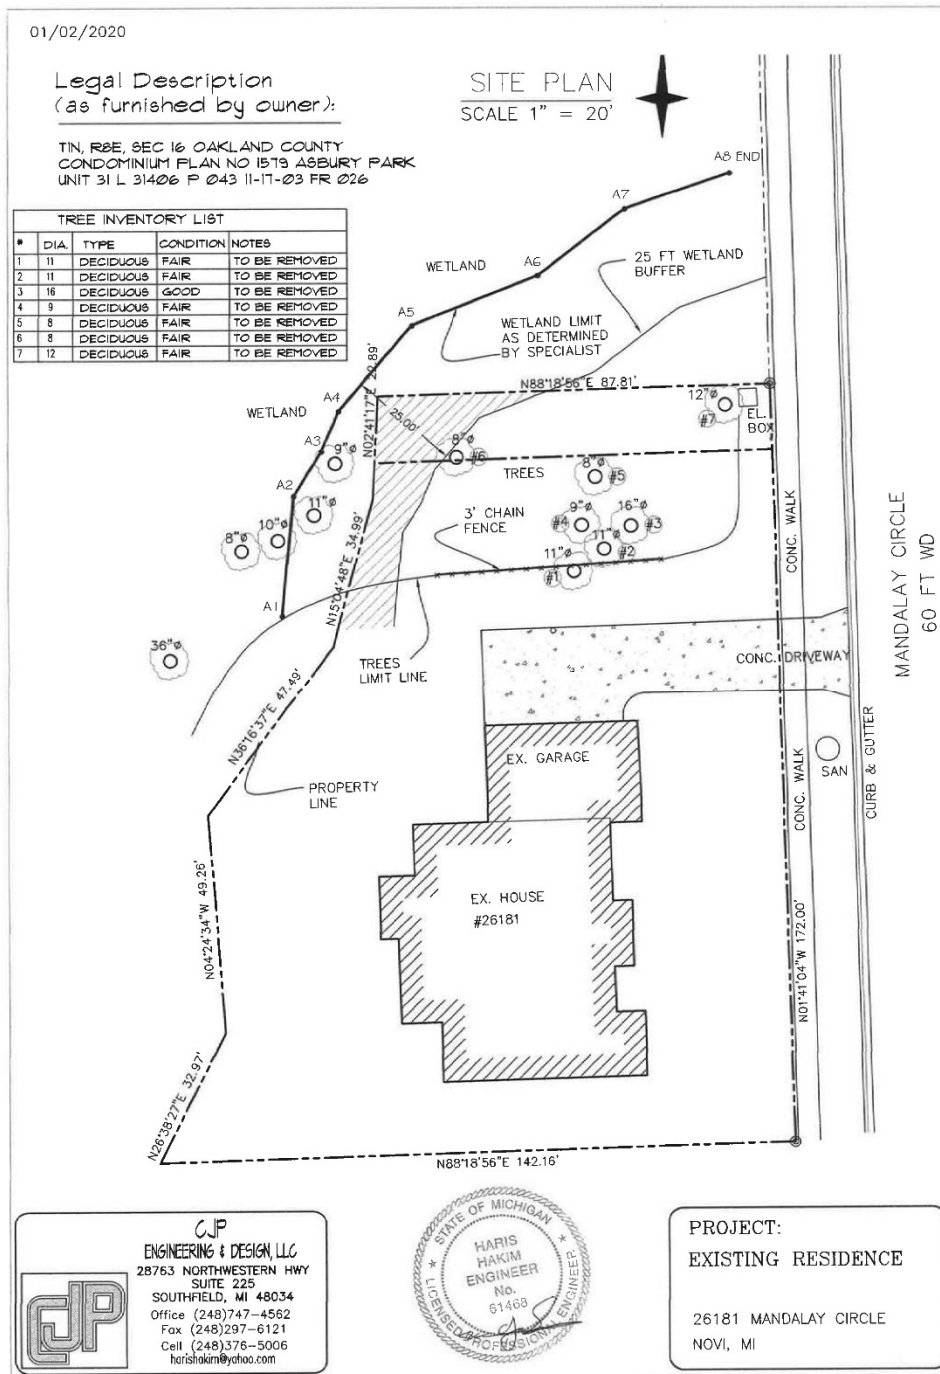 01/02/2020
Legal Description
(as furnished by owner):
SITE PLAN
SCALE 1" = 20'
T1N, R8E, SEC 16 OAKLAND COUNTY
CONDOMINIUM PLAN NO 1579 ASBURY PARK
UNIT 31 L 31406 P 043 11-17-03 FR 026
TREE INVENTORY LIST
# DIA. TYPE CONDITION NOTES
1 11 DECIDUOUS FAIR TO BE REMOVED
2 11 DECIDUOUS FAIR TO BE REMOVED
3 16 DECIDUOUS GOOD TO BE REMOVED
4 9 DECIDUOUS FAIR TO BE REMOVED
5 8 DECIDUOUS FAIR TO BE REMOVED
6 8 DECIDUOUS FAIR TO BE REMOVED
7 12 DECIDUOUS FAIR TO BE REMOVED
A8 END
A7
A6
A5
A4
A3
A2
A1
WETLAND
25 FT WETLAND
BUFFER
WETLAND LIMIT
AS DETERMINED
BY SPECIALIST
WETLAND
N02°41'17"E 29.89'
N88°18'56"E 87.81'
25.00'
12"ø
#7
EL.
BOX
9"ø
8"ø
#6
TREES
8"ø
#5
11"ø
10"ø
8"ø
3' CHAIN
FENCE
9"ø
#4
16"ø
#3
11"ø
#2
11"ø
#1
N15°04'48"E 34.99'
CONC. WALK
MANDALAY CIRCLE
60 FT WD
36"ø
TREES
LIMIT LINE
CONC. DRIVEWAY
N36°16'37"E 47.49'
PROPERTY
LINE
EX. GARAGE
CONC. WALK
SAN
CURB & GUTTER
EX. HOUSE
#26181
N04°24'34"W 49.26'
N01°41'04"W 172.00'
N26°38'27"E 32.97'
N88°18'56"E 142.16'
CJP
ENGINEERING & DESIGN, LLC
28763 NORTHWESTERN HWY
SUITE 225
SOUTHFIELD, MI 48034
Office (248)747-4562
Fax (248)297-6121
Cell (248)376-5006
harishakim@yahoo.com
CJP
STATE OF MICHIGAN
HARIS
HAKIM
ENGINEER
No.
61468
LICENSED PROFESSIONAL ENGINEER
PROJECT:
EXISTING RESIDENCE
26181 MANDALAY CIRCLE
NOVI, MI